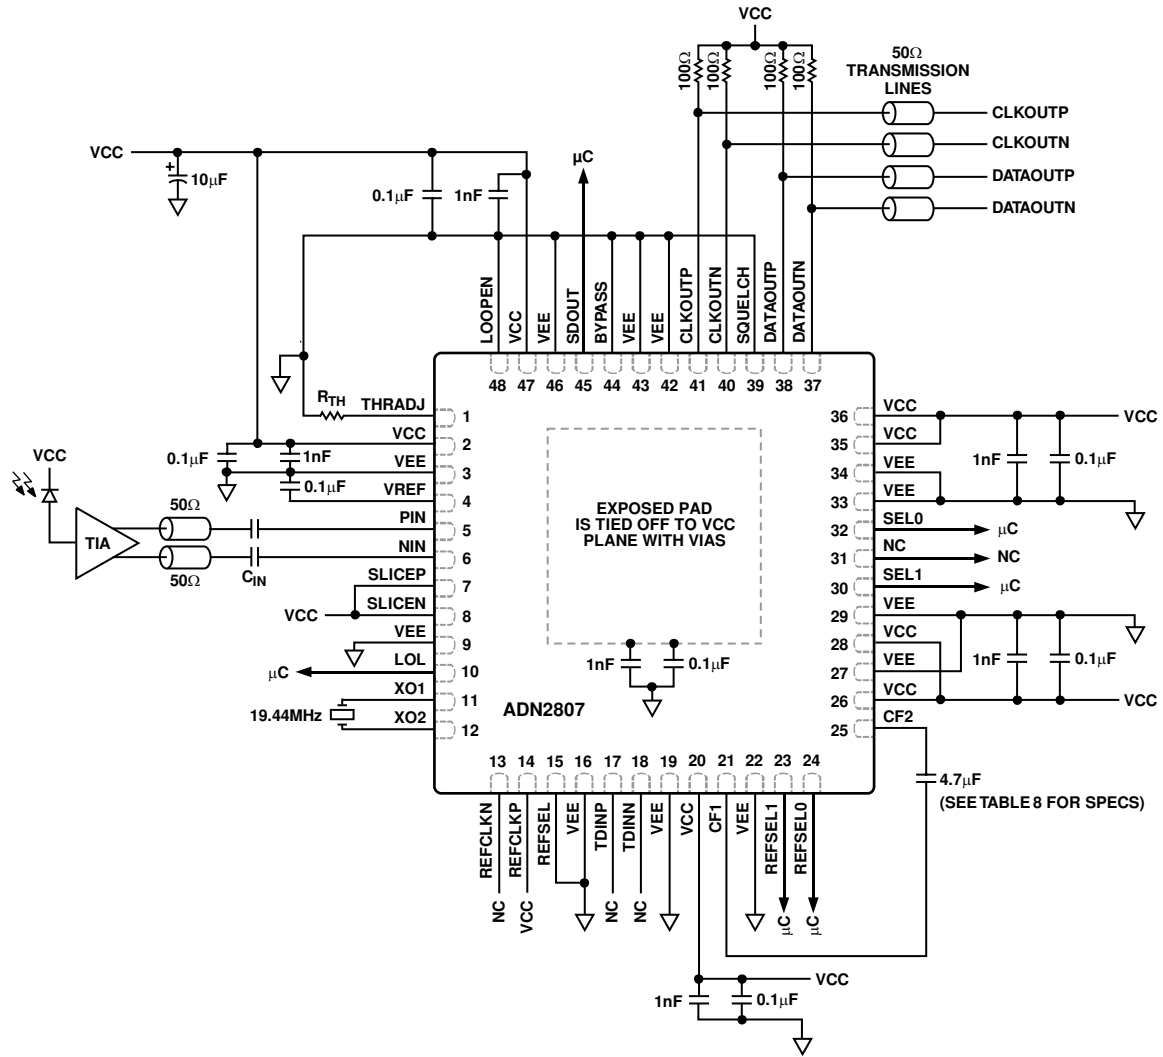 VCC
100Ω
100Ω
100Ω
100Ω
50Ω
TRANSMISSION
LINES
CLKOUTP
CLKOUTN
DATAOUTP
DATAOUTN
VCC
+
10µF
0.1µF
1nF
µC
LOOPEN
VCC
VEE
SDOUT
BYPASS
VEE
VEE
CLKOUTP
CLKOUTN
SQUELCH
DATAOUTP
DATAOUTN
48 47 46 45 44 43 42 41 40 39 38 37
RTH
THRADJ 1
VCC 2
0.1µF
1nF
VEE 3
0.1µF
VREF 4
VCC
TIA
50Ω
PIN 5
NIN 6
50Ω
CIN
SLICEP 7
VCC
SLICEN 8
VEE 9
µC
LOL 10
XO1 11
19.44MHz
XO2 12
EXPOSED PAD
IS TIED OFF TO VCC
PLANE WITH VIAS
1nF
0.1µF
ADN2807
36 VCC
VCC
35 VCC
1nF
0.1µF
34 VEE
33 VEE
32 SEL0
µC
31 NC
NC
30 SEL1
µC
29 VEE
28 VCC
1nF
0.1µF
27 VEE
26 VCC
VCC
25 CF2
4.7µF
(SEE TABLE 8 FOR SPECS)
13 14 15 16 17 18 19 20 21 22 23 24
REFCLKN
REFCLKP
REFSEL
VEE
TDINP
TDINN
VEE
VCC
CF1
VEE
REFSEL1
REFSEL0
NC
VCC
NC
NC
µC
µC
VCC
1nF
0.1µF